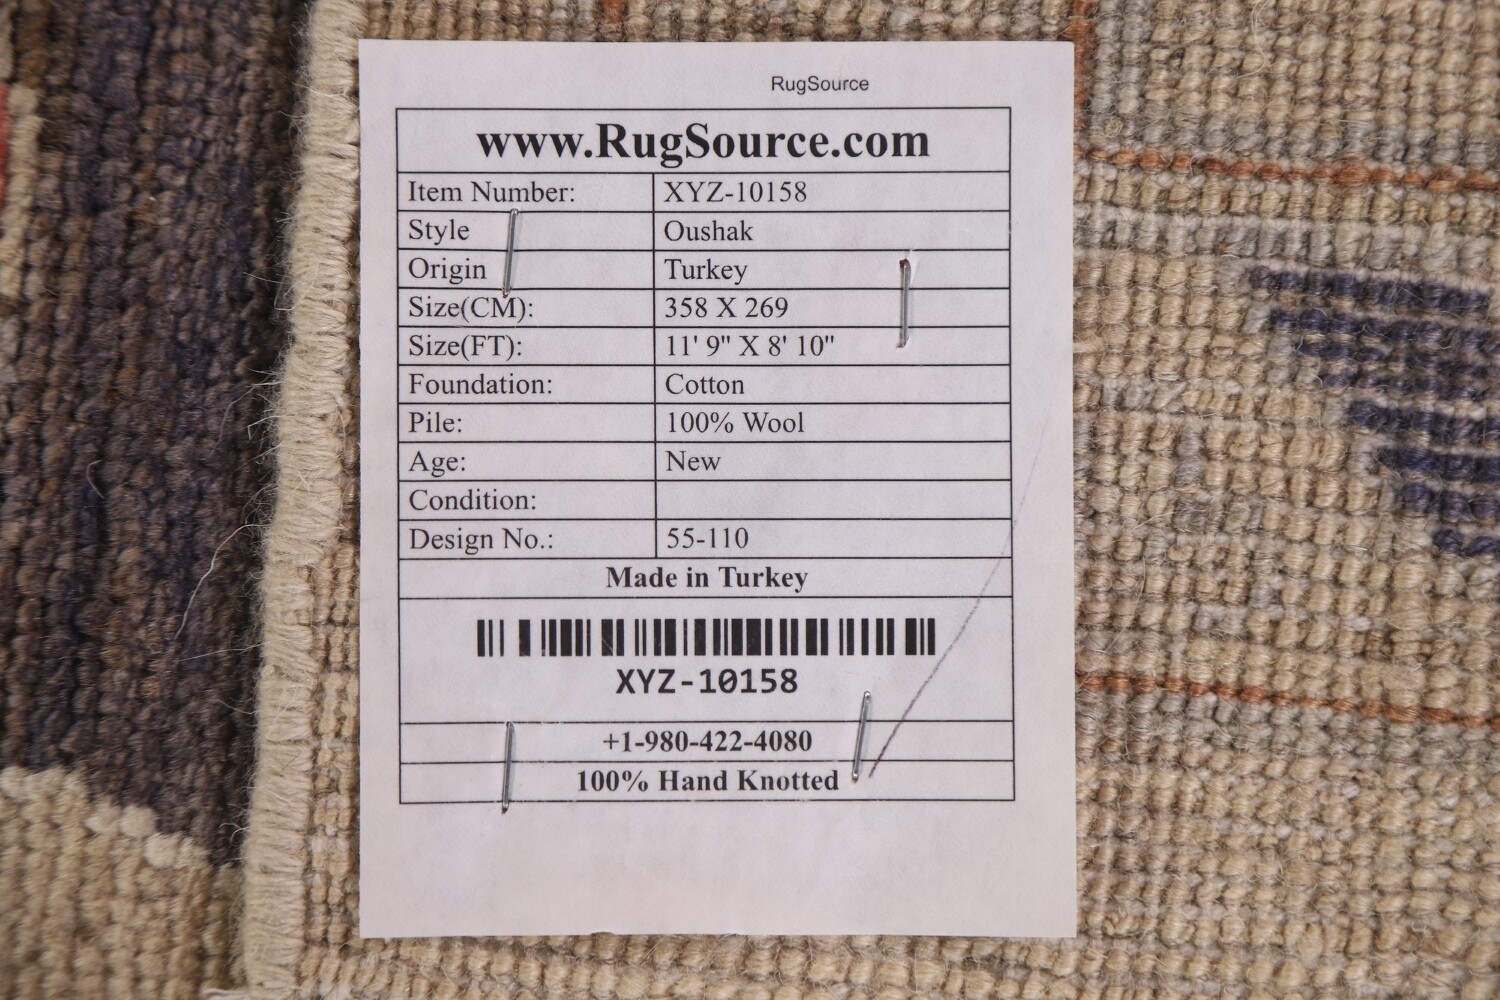 RugSource
www.RugSource.com
Item Number: XYZ-10158
Style Oushak
Origin Turkey
Size(CM): 358 X 269
Size(FT): 11' 9" X 8' 10"
Foundation: Cotton
Pile: 100% Wool
Age: New
Condition:
Design No.: 55-110
Made in Turkey
XYZ-10158
+1-980-422-4080
100% Hand Knotted